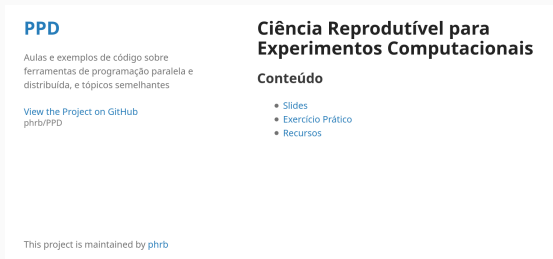 PPD
Aulas e exemplos de código sobre
ferramentas de programação paralela e
distribuída, e tópicos semelhantes
View the Project on GitHub
phrb/PPD
This project is maintained by phrb
Ciência Reprodutível para
Experimentos Computacionais
Conteúdo
Slides
Exercício Prático
Recursos